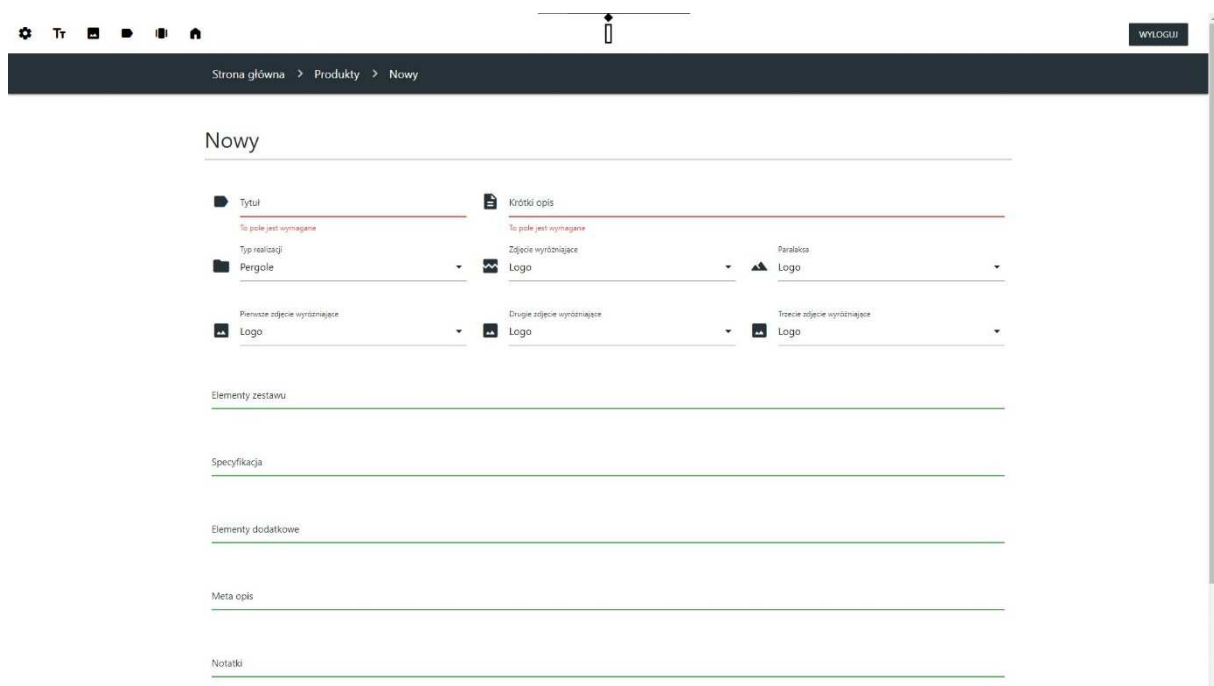 WYLOGUJ
Strona główna > Produkty > Nowy
Nowy
Tytuł
Krótki opis
To pole jest wymagane
To pole jest wymagane
Typ realizacji
Zdjęcie wyróżniające
Paralaksa
Pergole
Logo
Logo
Pierwsze zdjęcie wyróżniające
Drugie zdjęcie wyróżniające
Trzecie zdjęcie wyróżniające
Logo
Logo
Logo
Elementy zestawu
Specyfikacja
Elementy dodatkowe
Meta opis
Notatki